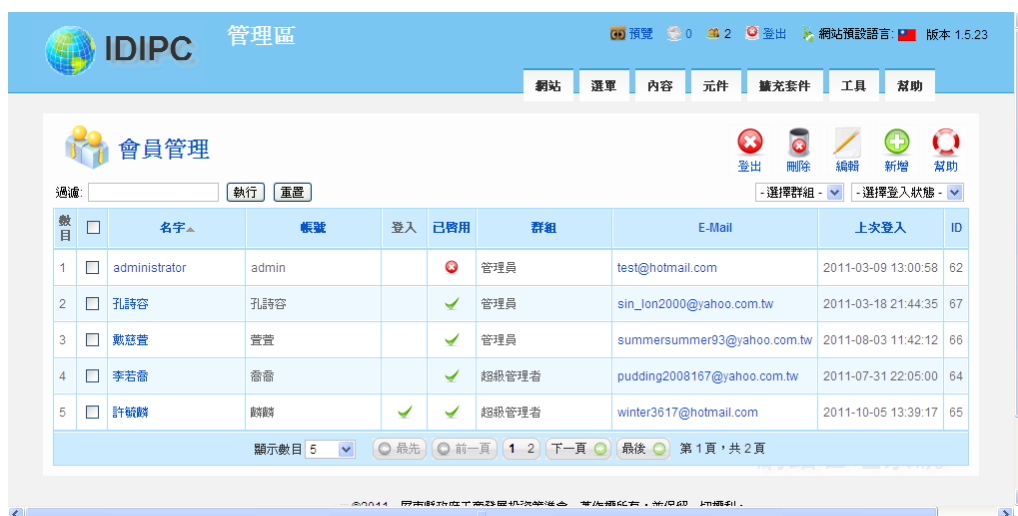 IDIPC 管理區 預覽 0 2 登出 網站預設語言: 版本 1.5.23
網站 選單 內容 元件 擴充套件 工具 幫助
會員管理
登出 刪除 編輯 新增 幫助
過濾: 執行 重置 - 選擇群組 - - 選擇登入狀態 -
數目 名字 帳號 登入 已啓用 群組 E-Mail 上次登入 ID
1 administrator admin 管理員 test@hotmail.com 2011-03-09 13:00:58 62
2 孔詩容 孔詩容 管理員 sin_lon2000@yahoo.com.tw 2011-03-18 21:44:35 67
3 戴慈萱 萱萱 管理員 summersummer93@yahoo.com.tw 2011-08-03 11:42:12 66
4 李若喬 喬喬 超級管理者 pudding2008167@yahoo.com.tw 2011-07-31 22:05:00 64
5 許毓麟 麟麟 超級管理者 winter3617@hotmail.com 2011-10-05 13:39:17 65
顯示數目 5 最先 前一頁 1 2 下一頁 最後 第 1 頁，共 2 頁